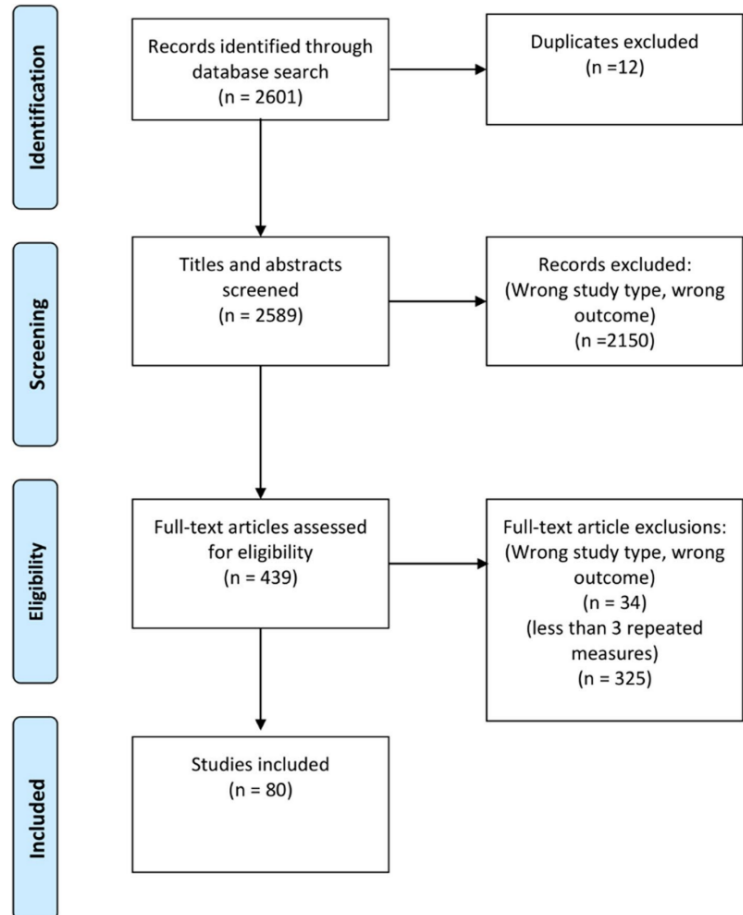 Identification
Records identified through
database search
(n = 2601)
Duplicates excluded
(n =12)
Screening
Titles and abstracts
screened
(n = 2589)
Records excluded:
(Wrong study type, wrong
outcome)
(n =2150)
Eligibility
Full-text articles assessed
for eligibility
(n = 439)
Full-text article exclusions:
(Wrong study type, wrong
outcome)
(n = 34)
(less than 3 repeated
measures)
(n = 325)
Included
Studies included
(n = 80)